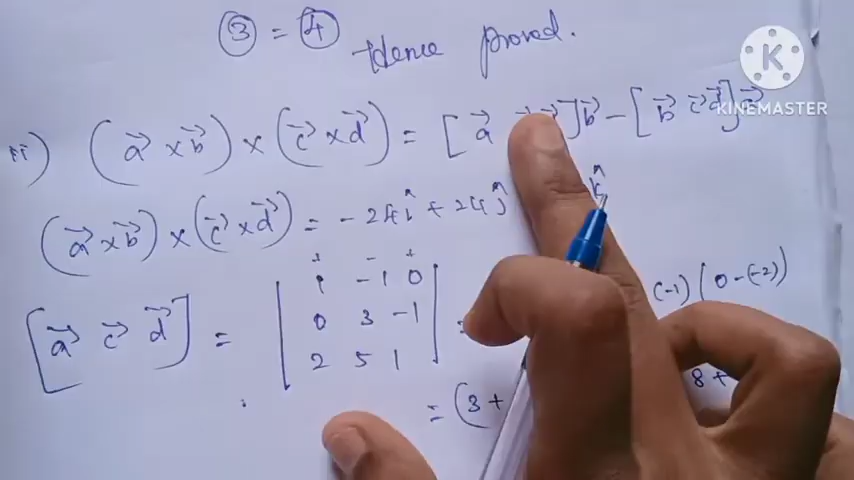 ③ = ④ Hence proved.
K
KINEMASTER
ii) (a⃗ × b⃗) × (c⃗ × d⃗) = [a⃗ ]b⃗ − [b⃗ c⃗ d⃗]
(a⃗ × b⃗) × (c⃗ × d⃗) = − 24î + 24ĵ k̂
+ − +
1 −1 0
[a⃗ c⃗ d⃗] = 0 3 −1 = (−1) (0 − (−2))
2 5 1
= (3 + 8 +